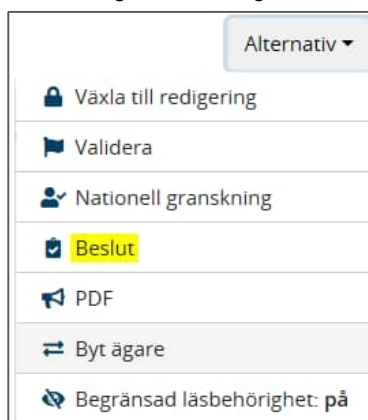 Alternativ
Växla till redigering
Validera
Nationell granskning
Beslut
PDF
Byt ägare
Begränsad läsbehörighet: på